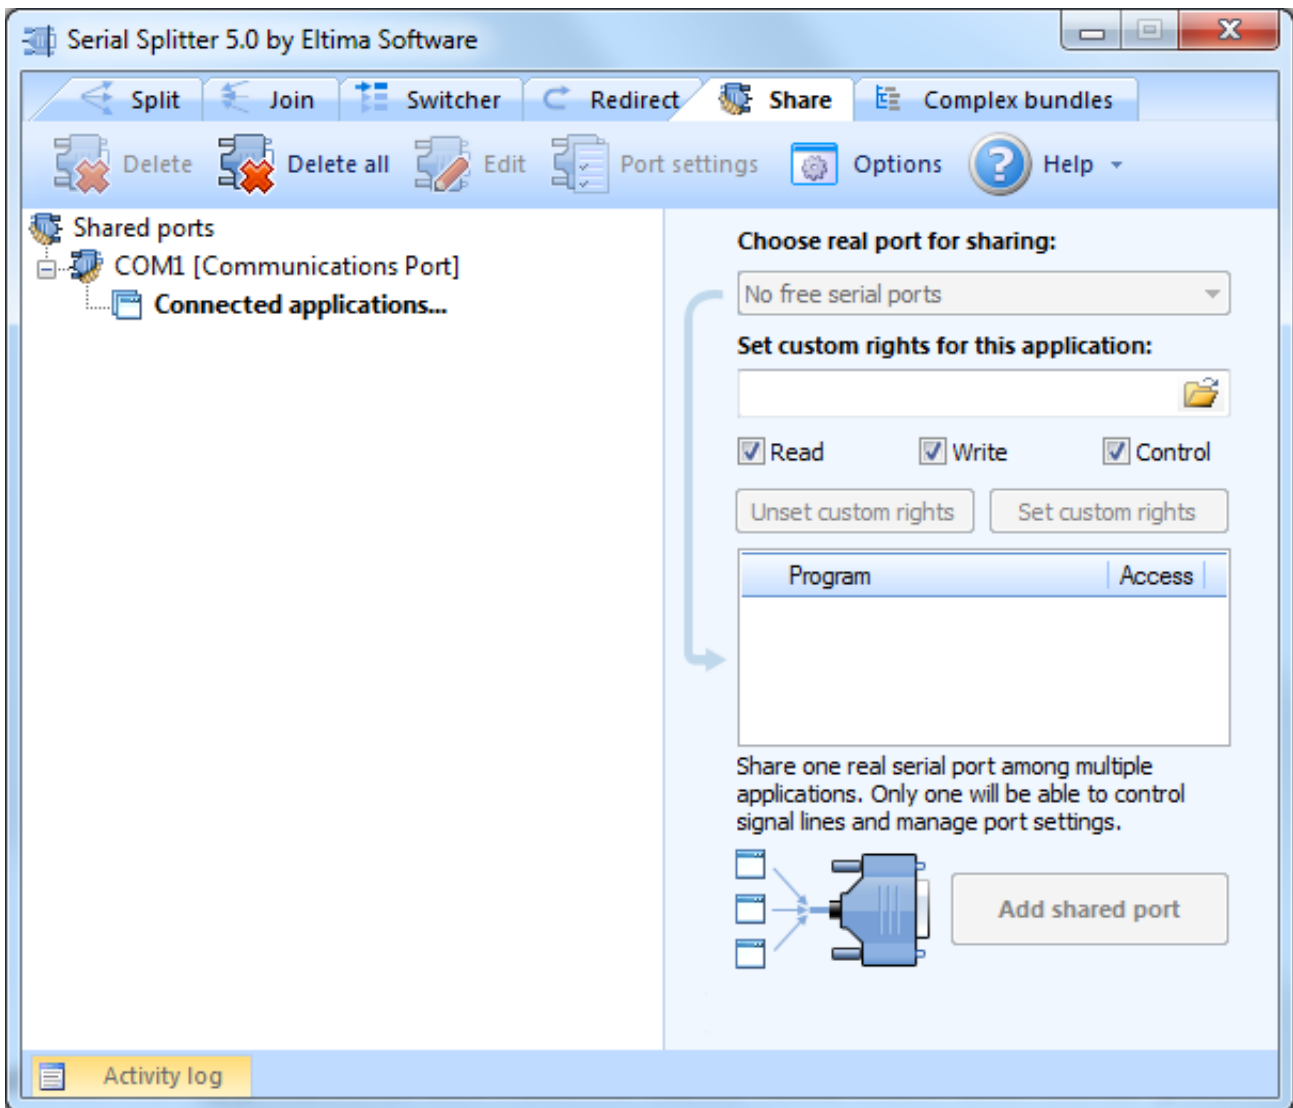 Serial Splitter 5.0 by Eltima Software
Split Join Switcher Redirect Share Complex bundles
Delete Delete all Edit Port settings Options ? Help
Shared ports
COM1 [Communications Port]
Connected applications...
Choose real port for sharing:
No free serial ports
Set custom rights for this application:
Read Write Control
Unset custom rights Set custom rights
Program Access
Share one real serial port among multiple
applications. Only one will be able to control
signal lines and manage port settings.
Add shared port
Activity log